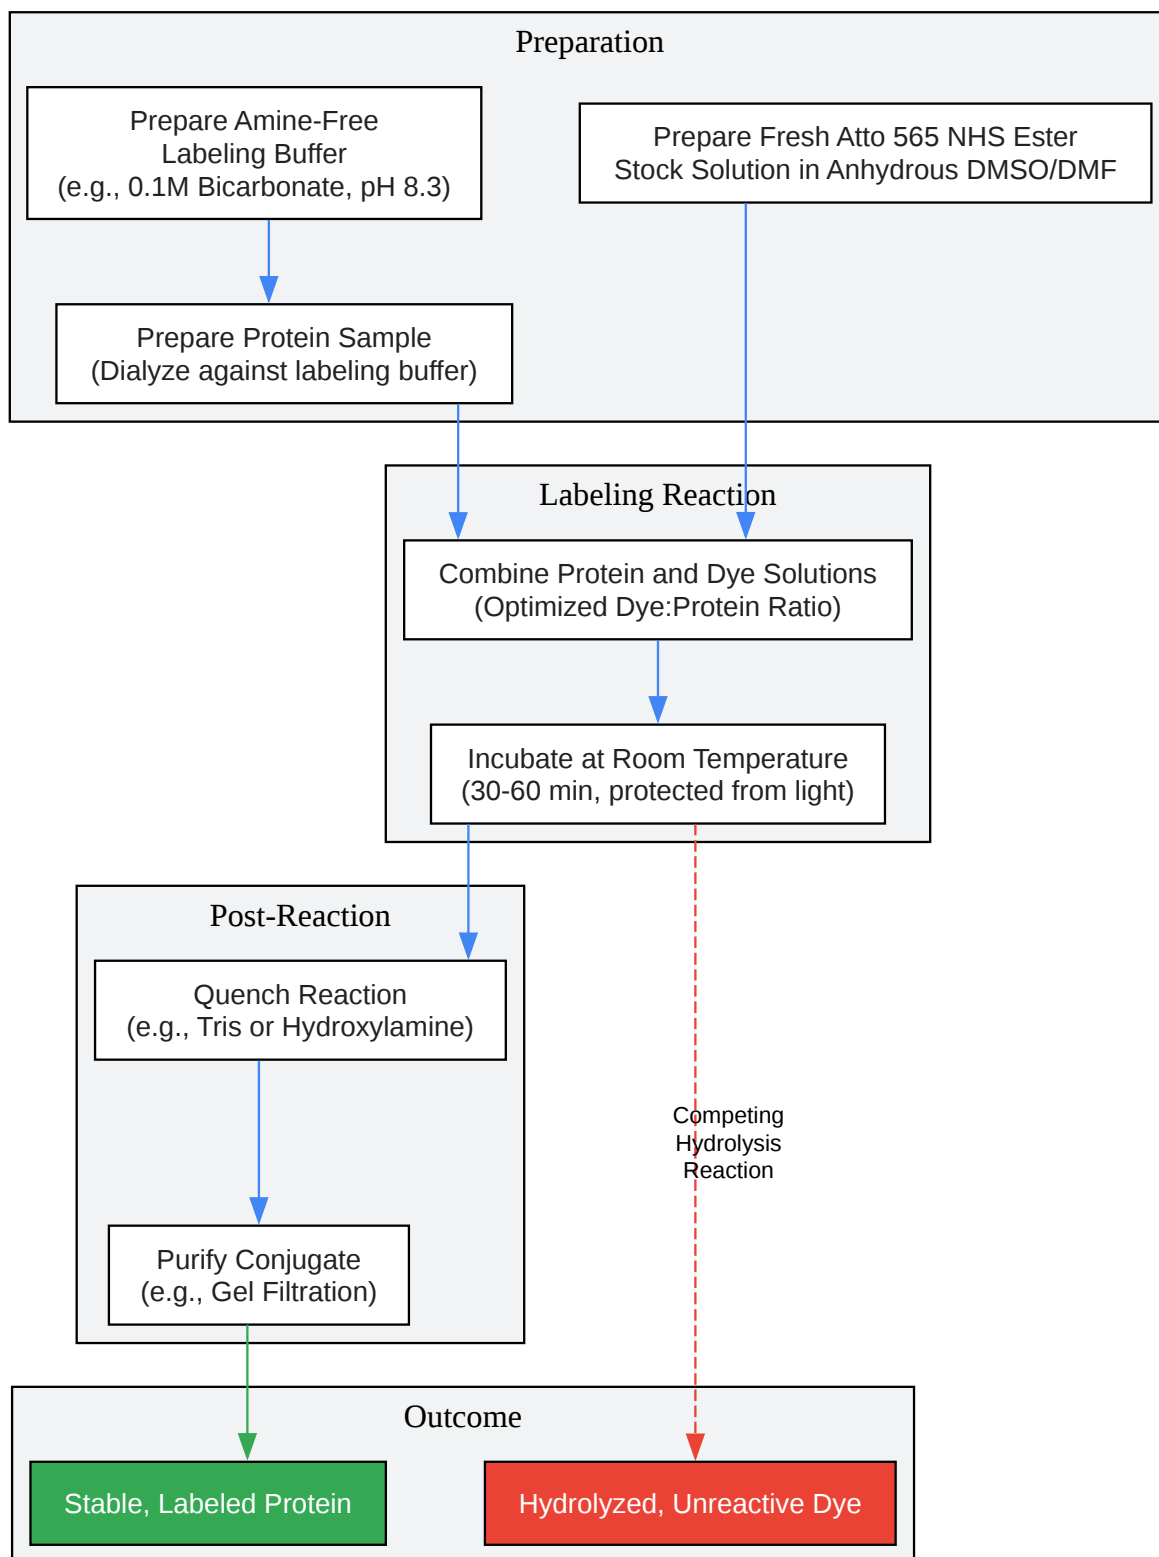 Preparation
Prepare Amine-Free
Labeling Buffer
(e.g., 0.1M Bicarbonate, pH 8.3)
Prepare Fresh Atto 565 NHS Ester
Stock Solution in Anhydrous DMSO/DMF
Prepare Protein Sample
(Dialyze against labeling buffer)
Labeling Reaction
Combine Protein and Dye Solutions
(Optimized Dye:Protein Ratio)
Incubate at Room Temperature
(30-60 min, protected from light)
Post-Reaction
Quench Reaction
(e.g., Tris or Hydroxylamine)
Competing
Hydrolysis
Reaction
Purify Conjugate
(e.g., Gel Filtration)
Outcome
Stable, Labeled Protein
Hydrolyzed, Unreactive Dye